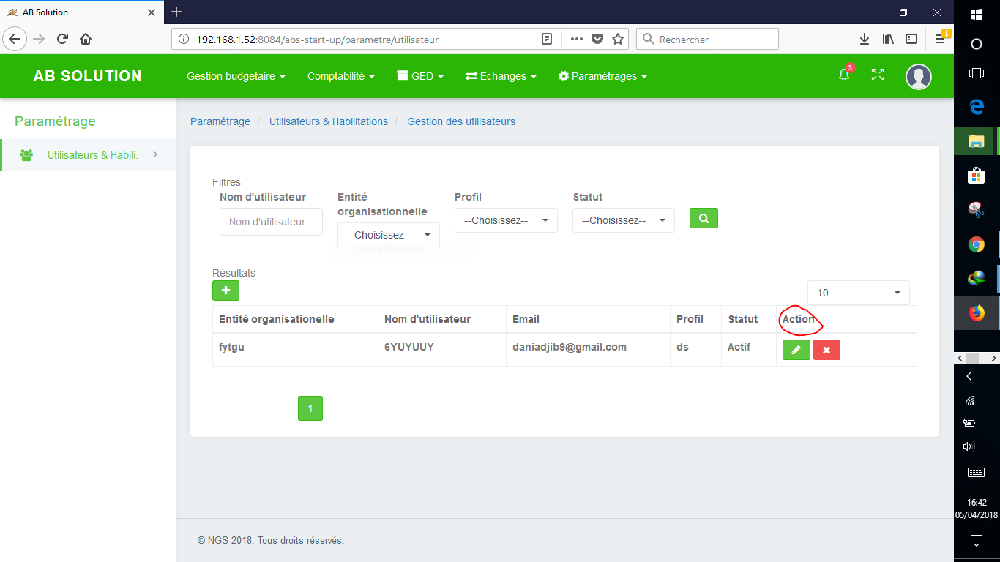 AB Solution
192.168.1.52:8084/abs-start-up/parametre/utilisateur
Rechercher
AB SOLUTION
Gestion budgetaire
Comptabilité
GED
Echanges
Paramétrages
3
Paramétrage
Utilisateurs & Habili.
Paramétrage / Utilisateurs & Habilitations / Gestion des utilisateurs
Filtres
Nom d'utilisateur
Nom d'utilisateur
Entité
organisationnelle
--Choisissez--
Profil
--Choisissez--
Statut
--Choisissez--
Résultats
10
Entité organisationelle Nom d'utilisateur Email Profil Statut Action
fytgu 6YUYUUY daniadjib9@gmail.com ds Actif
1
© NGS 2018. Tous droits réservés.
16:42
05/04/2018